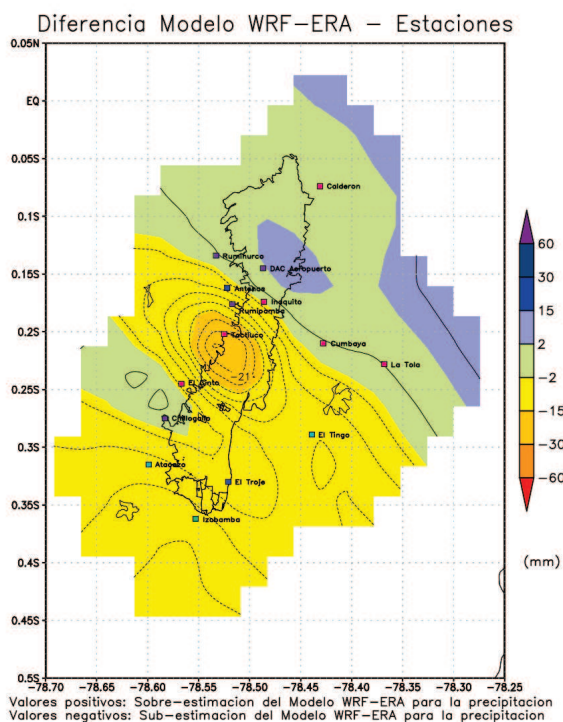 Diferencia Modelo WRF-ERA - Estaciones
0.05N
EQ
0.05S
0.1S
0.15S
0.2S
0.25S
0.3S
0.35S
0.4S
0.45S
0.5S
Calderon
Rumihurco
DAC Aeropuerto
Antenas
Inaquito
Rumipamba
Toctiuco
Cumbaya
La Tola
-21
El Cinto
Chillogallo
El Tingo
Atacazo
El Troje
Izobamba
60
30
15
2
-2
-15
-30
-60
(mm)
-78.70 -78.65 -78.60 -78.55 -78.50 -78.45 -78.40 -78.35 -78.30 -78.25
Valores positivos: Sobre-estimacion del Modelo WRF-ERA para la precipitacion
Valores negativos: Sub-estimacion del Modelo WRF-ERA para la precipitacion